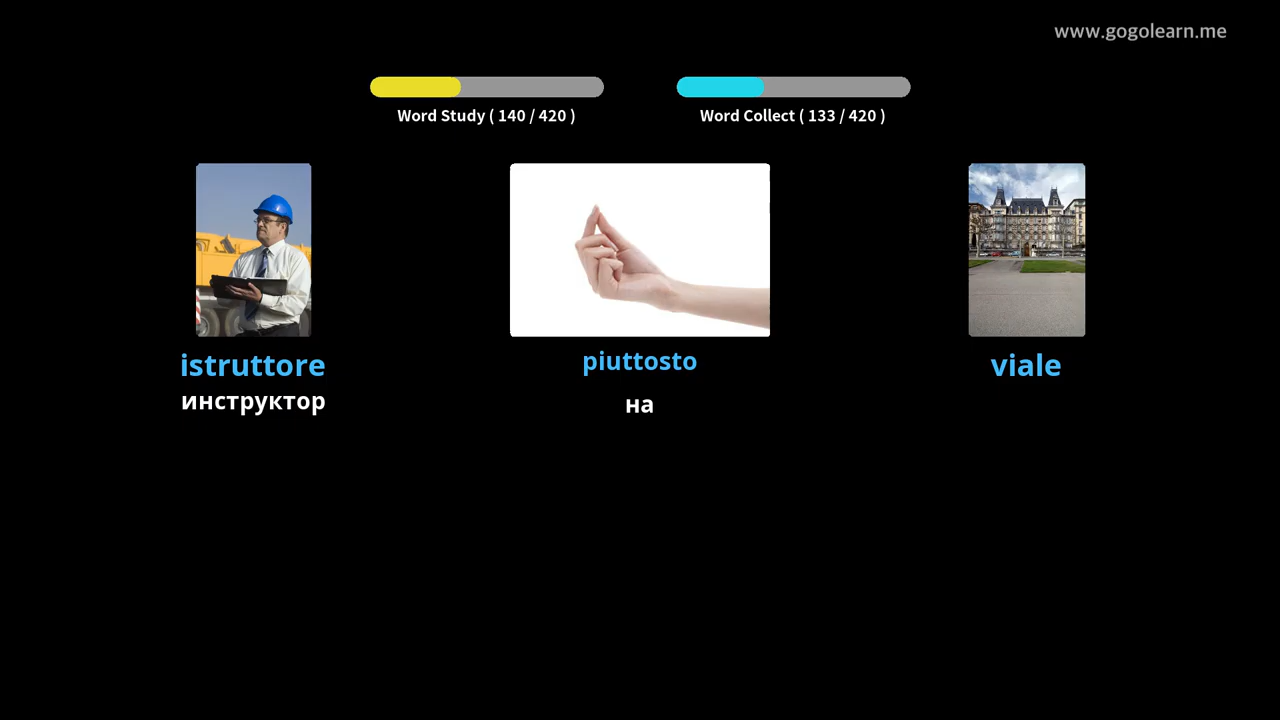 www.gogolearn.me
Word Study ( 140 / 420 )
Word Collect ( 133 / 420 )
istruttore
инструктор
piuttosto
на
viale